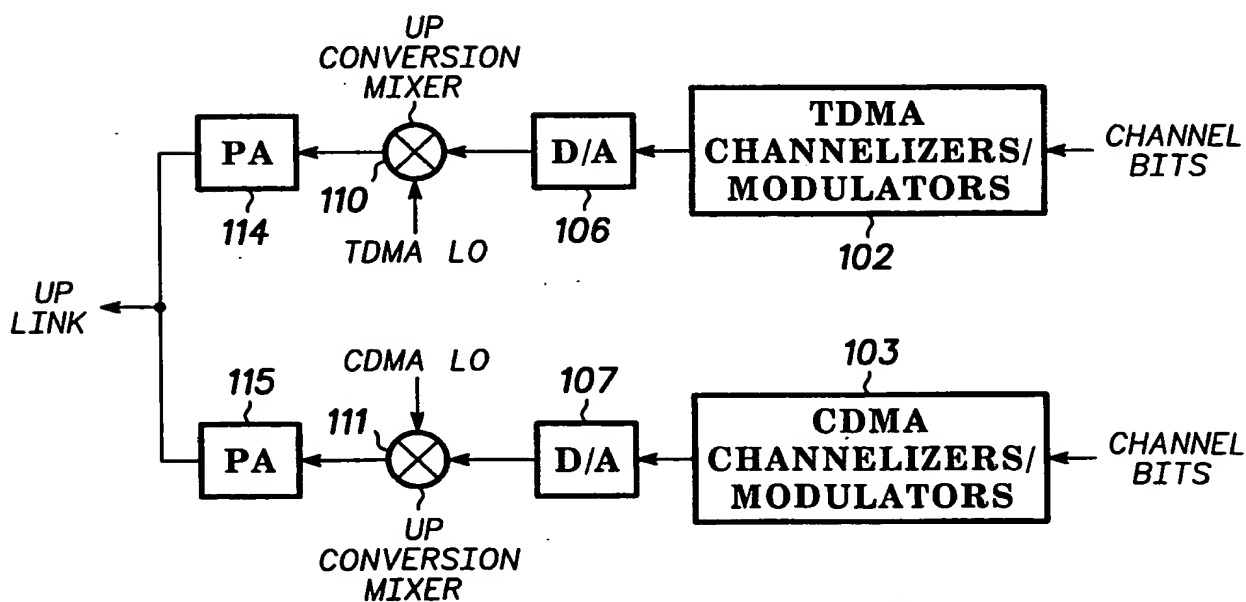 UP
CONVERSION
MIXER
PA
114
110
TDMA LO
D/A
106
TDMA
CHANNELIZERS/
MODULATORS
102
CHANNEL
BITS
UP
LINK
CDMA LO
115
PA
111
UP
CONVERSION
MIXER
107
D/A
103
CDMA
CHANNELIZERS/
MODULATORS
CHANNEL
BITS